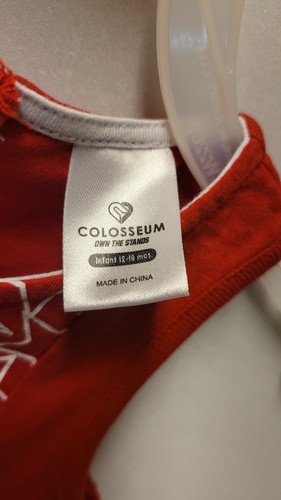 COLOSSEUM
OWN THE STANDS
Infant 12-18 mos.
MADE IN CHINA